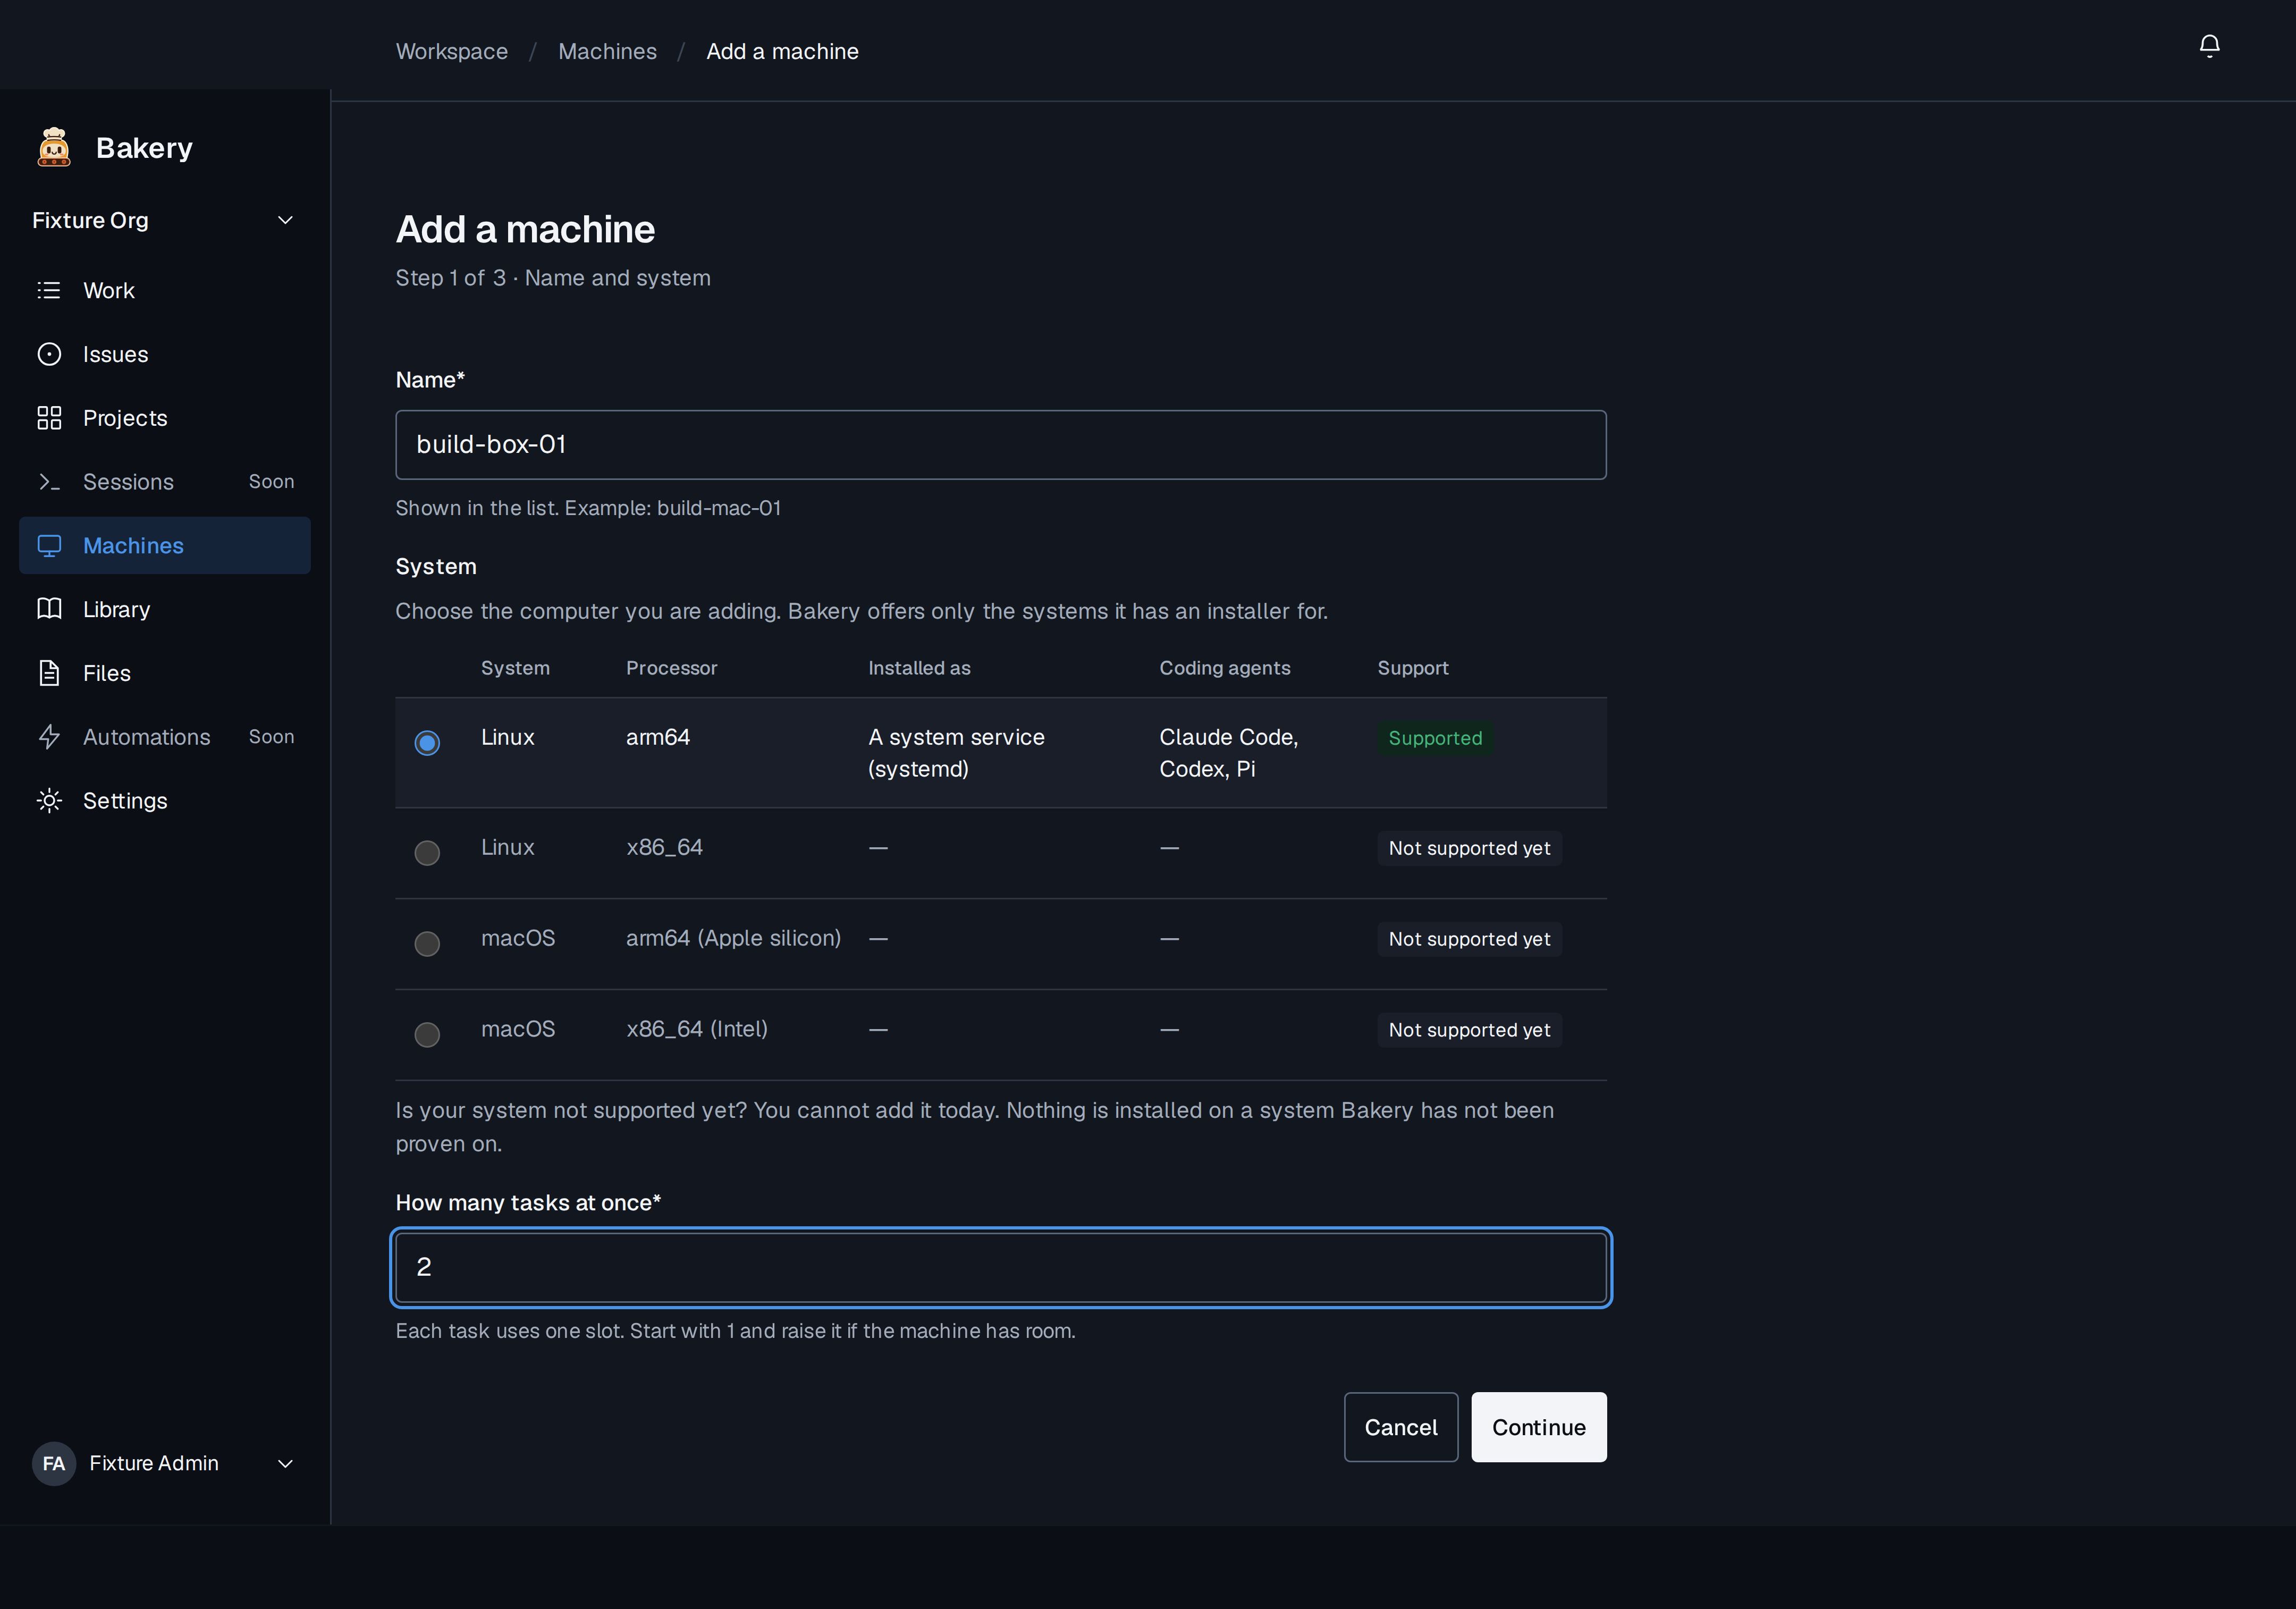 Workspace / Machines / Add a machine
Bakery
Fixture Org
Work
Issues
Projects
Sessions Soon
Machines
Library
Files
Automations Soon
Settings
FA Fixture Admin
Add a machine
Step 1 of 3 · Name and system
Name*
build-box-01
Shown in the list. Example: build-mac-01
System
Choose the computer you are adding. Bakery offers only the systems it has an installer for.
System Processor Installed as Coding agents Support
Linux arm64 A system service Claude Code, Supported
(systemd) Codex, Pi
Linux x86_64 — — Not supported yet
macOS arm64 (Apple silicon) — — Not supported yet
macOS x86_64 (Intel) — — Not supported yet
Is your system not supported yet? You cannot add it today. Nothing is installed on a system Bakery has not been
proven on.
How many tasks at once*
2
Each task uses one slot. Start with 1 and raise it if the machine has room.
Cancel Continue